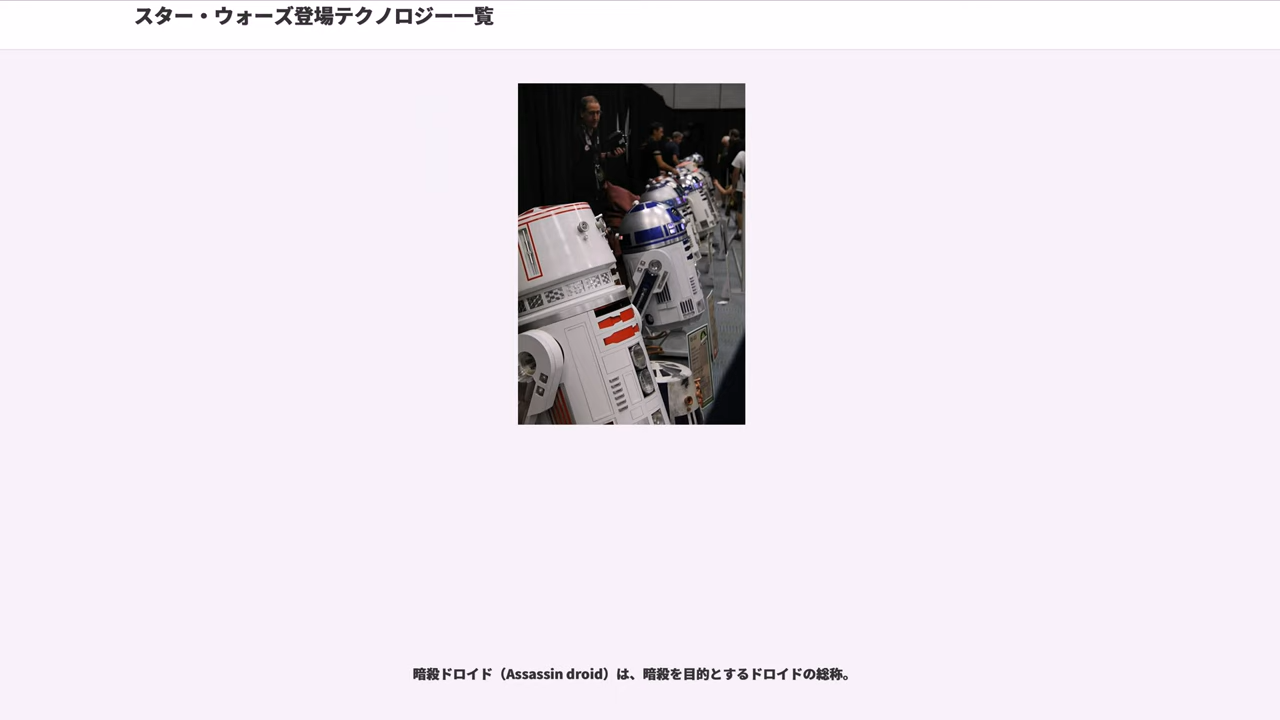 スター・ウォーズ登場テクノロジー一覧
暗殺ドロイド（Assassin droid）は、暗殺を目的とするドロイドの総称。